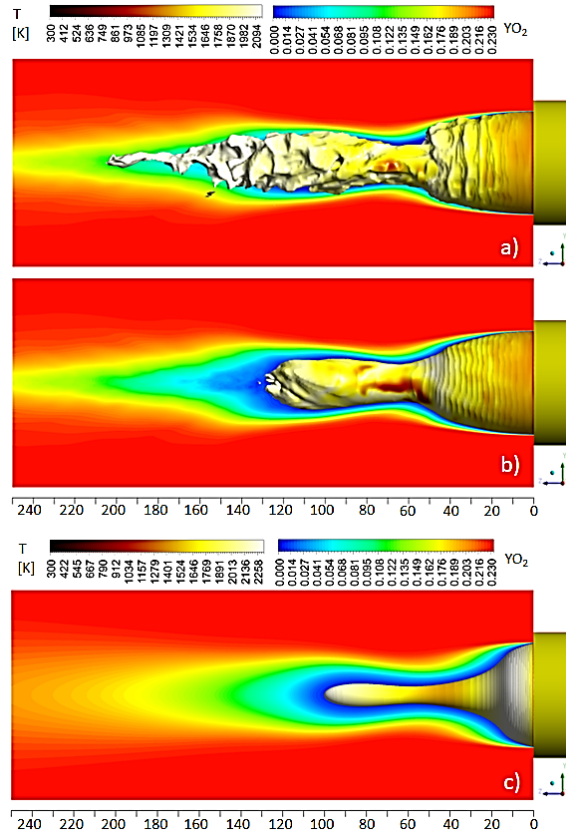 T
[K]
300 412 524 636 749 861 973 1085 1197 1309 1421 1534 1646 1758 1870 1982 2094
0.000 0.014 0.027 0.041 0.054 0.068 0.081 0.095 0.108 0.122 0.135 0.149 0.162 0.176 0.189 0.203 0.216 0.230
YO₂
a)
Z
Y
b)
Z
Y
240 220 200 180 160 140 120 100 80 60 40 20 0
T
[K]
300 422 545 667 790 912 1034 1157 1279 1401 1524 1646 1769 1891 2013 2136 2258
0.000 0.014 0.027 0.041 0.054 0.068 0.081 0.095 0.108 0.122 0.135 0.149 0.162 0.176 0.189 0.203 0.216 0.230
YO₂
c)
Z
Y
240 220 200 180 160 140 120 100 80 60 40 20 0